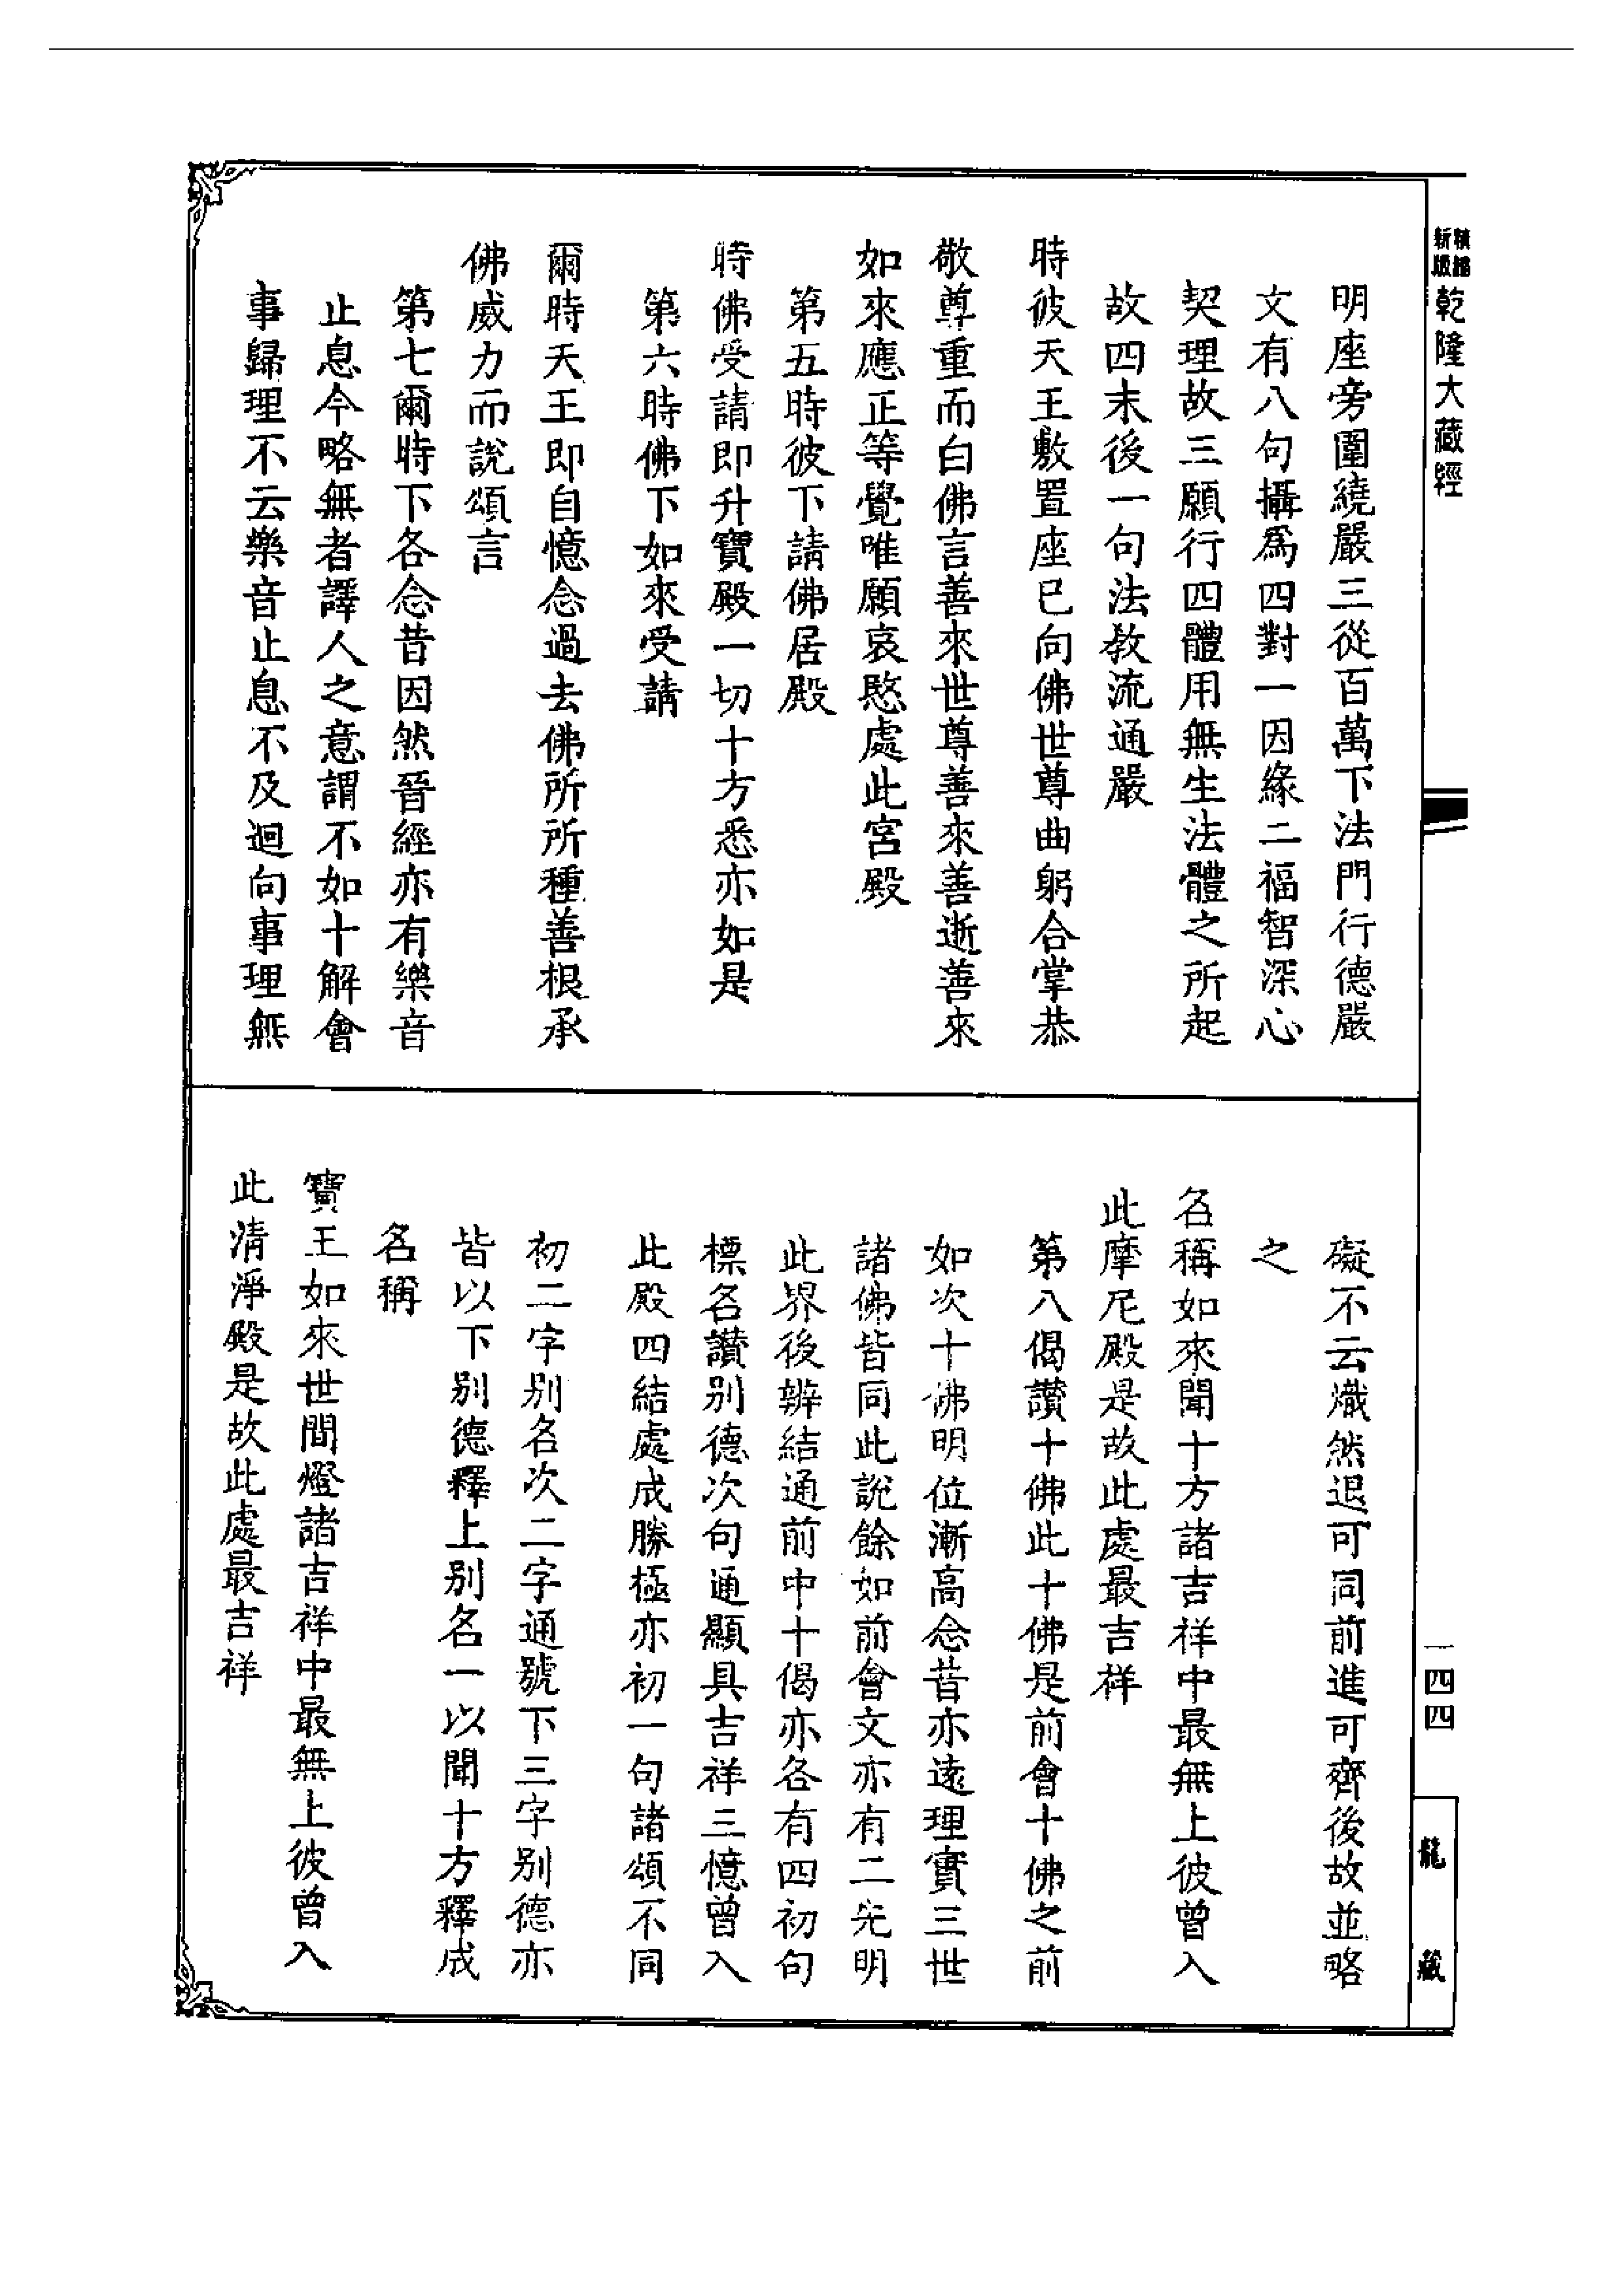 新版精縮乾隆大藏經
明座旁圍繞嚴三從百萬下法門行德嚴
文有八句攝為四對一因緣二福智深心
契理故三願行四體用無生法體之所起
故四末後一句法教流通嚴
時彼天王敷置座已向佛世尊曲躬合掌恭
敬尊重而白佛言善來世尊善來善逝善來
如來應正等覺唯願哀愍處此宮殿
第五時彼下請佛居殿
時佛受請即升寶殿一切十方悉亦如是
第六時佛下如來受請
爾時天王即自憶念過去佛所所種善根承
佛威力而說頌言
第七爾時下各念昔因然晉經亦有樂音
止息今略無者譯人之意謂不如十解會
事歸理不云樂音止息不及迴向事理無
礙不云熾然退可同前進可齊後故並略
之
名稱如來聞十方諸吉祥中最無上彼曾入
此摩尼殿是故此處最吉祥
第八偈讚十佛此十佛是前會十佛之前
如次十佛明位漸高念昔亦遠理實三世
諸佛皆同此說餘如前會文亦有二先明
此界後辨結通前中十偈亦各有四初句
標名讚別德次句通顯具吉祥三憶曾入
此殿四結處成勝極亦初一句諸頌不同
初二字別名次二字通號下三字別德亦
皆以下別德釋上別名一以聞十方釋成
名稱
寶王如來世間燈諸吉祥中最無上彼曾入
此清淨殿是故此處最吉祥
一四四
龍藏